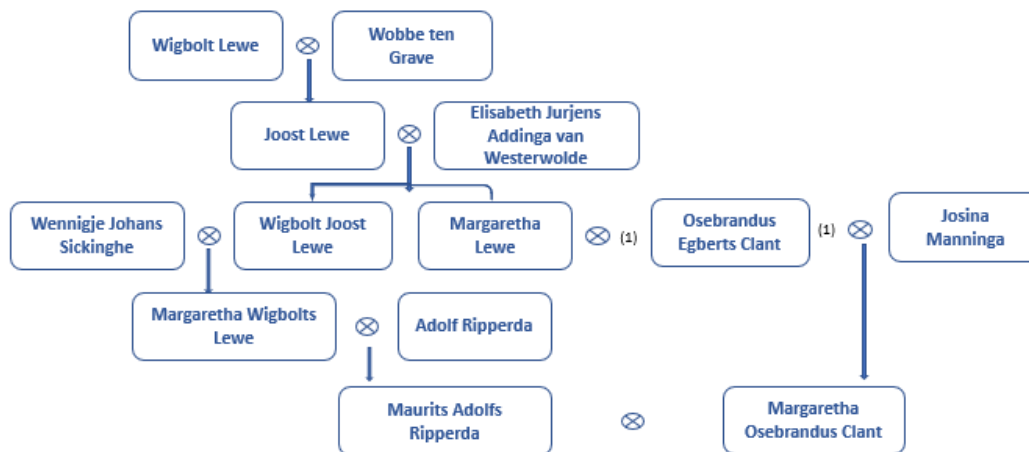 Wigbolt Lewe
Wobbe ten
Grave
Joost Lewe
Elisabeth Jurjens
Addinga van
Westerwolde
Wennigje Johans
Sickinghe
Wigbolt Joost
Lewe
Margaretha
Lewe
(1)
Osebrandus
Egberts Clant
(1)
Josina
Manninga
Margaretha Wigbolts
Lewe
Adolf Ripperda
Maurits Adolfs
Ripperda
Margaretha
Osebrandus Clant